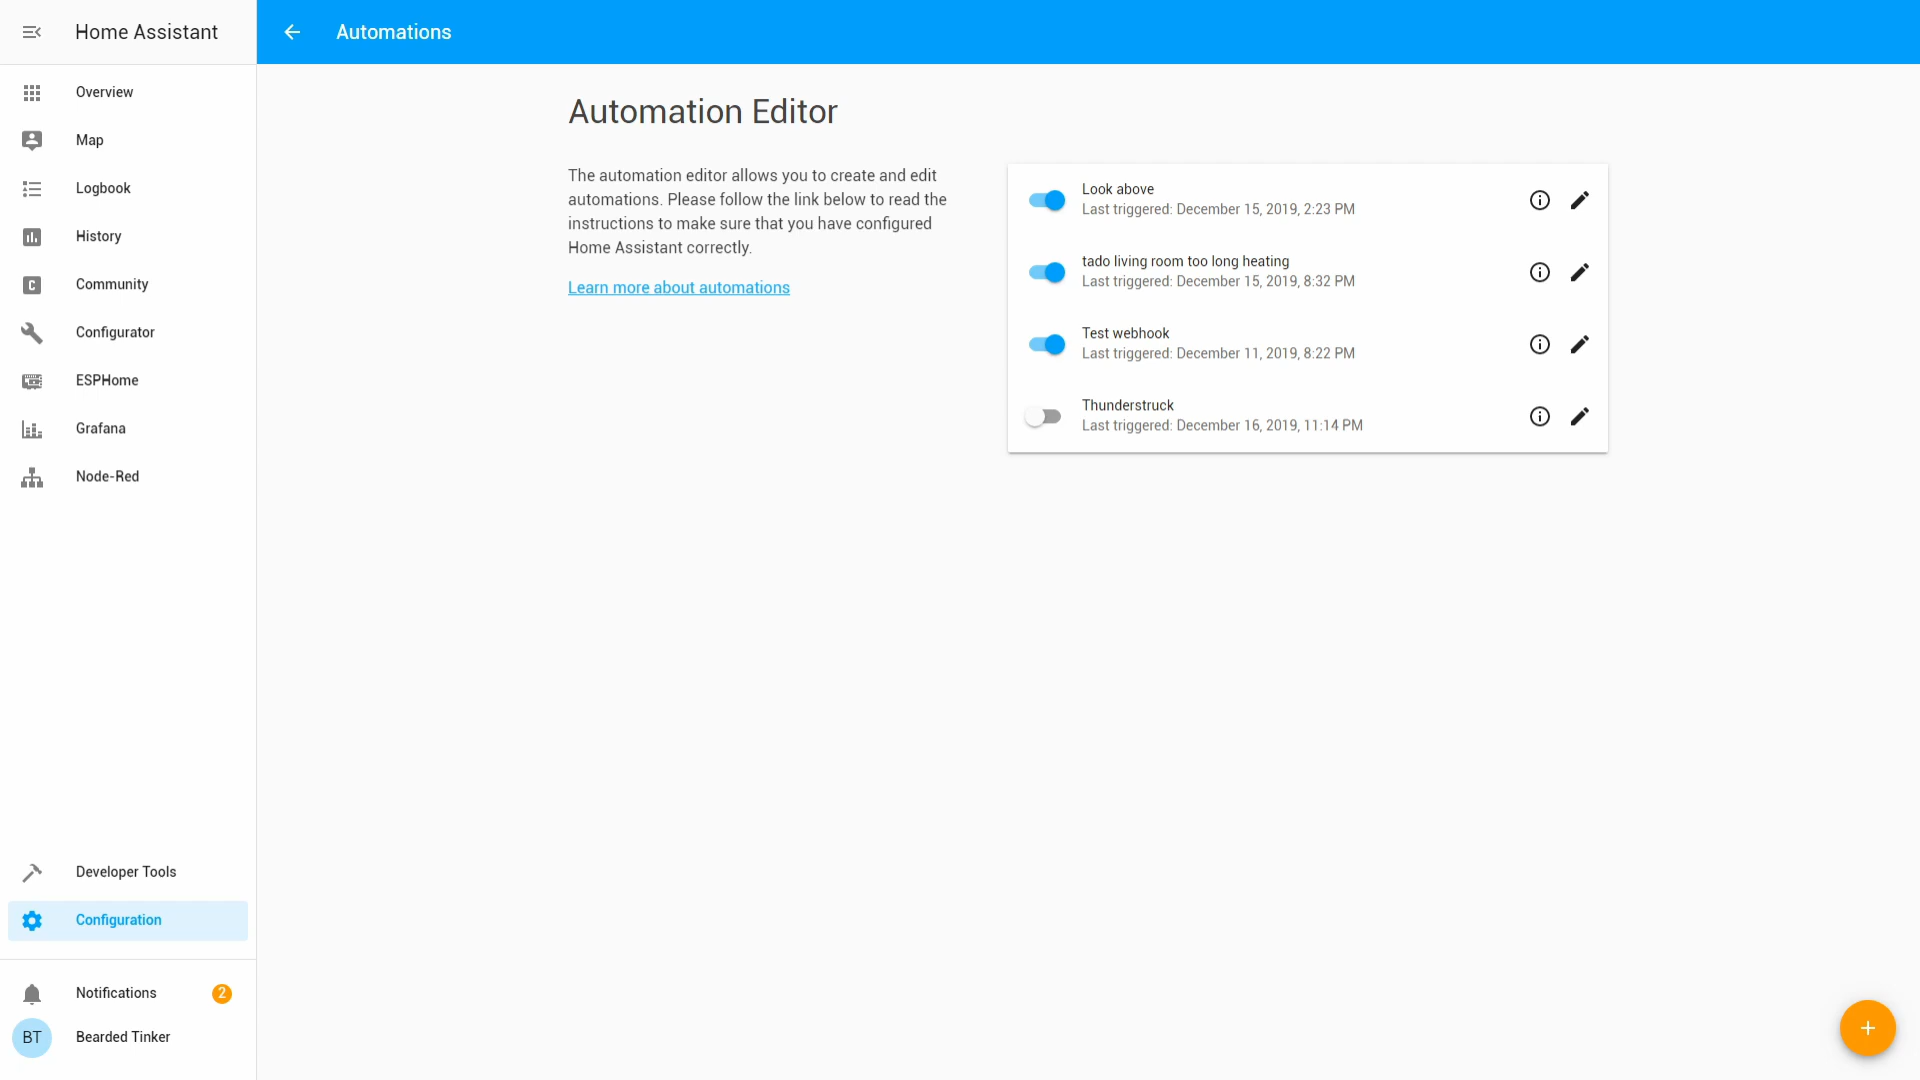 Home Assistant
Automations
Overview
Map
Logbook
History
Community
C
Configurator
ESPHome
Grafana
Node-Red
Developer Tools
Configuration
Notifications
2
BT
Bearded Tinker
Automation Editor
The automation editor allows you to create and edit
automations. Please follow the link below to read the
instructions to make sure that you have configured
Home Assistant correctly.
Learn more about automations
Look above
Last triggered: December 15, 2019, 2:23 PM
tado living room too long heating
Last triggered: December 15, 2019, 8:32 PM
Test webhook
Last triggered: December 11, 2019, 8:22 PM
Thunderstruck
Last triggered: December 16, 2019, 11:14 PM